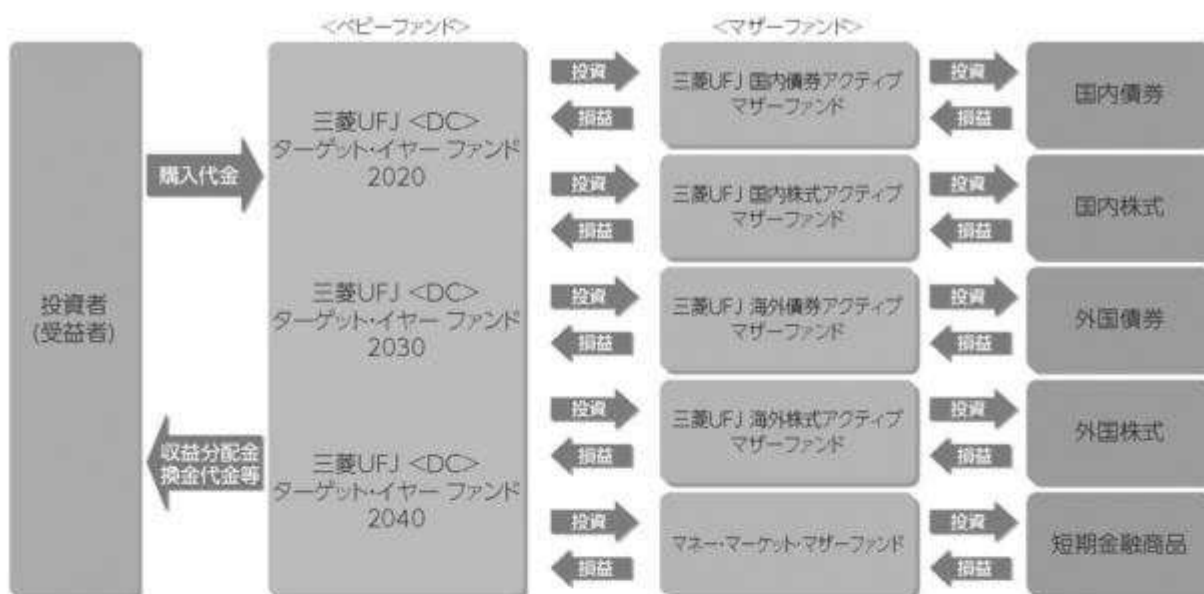 <ベビーファンド>
<マザーファンド>
投資者
(受益者)
購入代金
収益分配金
換金代金等
三菱UFJ <DC>
ターゲット・イヤー ファンド
2020
三菱UFJ <DC>
ターゲット・イヤー ファンド
2030
三菱UFJ <DC>
ターゲット・イヤー ファンド
2040
投資
損益
三菱UFJ 国内債券アクティブ
マザーファンド
投資
損益
国内債券
投資
損益
三菱UFJ 国内株式アクティブ
マザーファンド
投資
損益
国内株式
投資
損益
三菱UFJ 海外債券アクティブ
マザーファンド
投資
損益
外国債券
投資
損益
三菱UFJ 海外株式アクティブ
マザーファンド
投資
損益
外国株式
投資
損益
マネー・マーケット・マザーファンド
投資
損益
短期金融商品